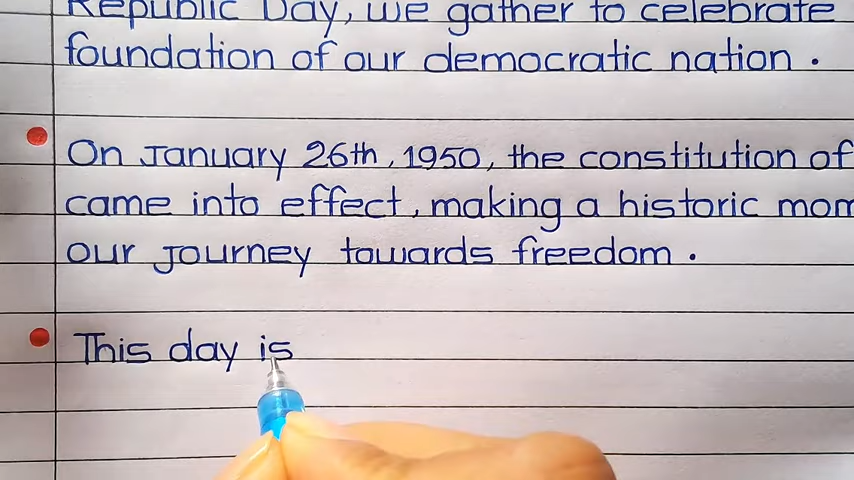 Republic Day, we gather to celebrate
foundation of our democratic nation .
On January 26th, 1950, the constitution of
came into effect, making a historic
our journey towards freedom .
This day is